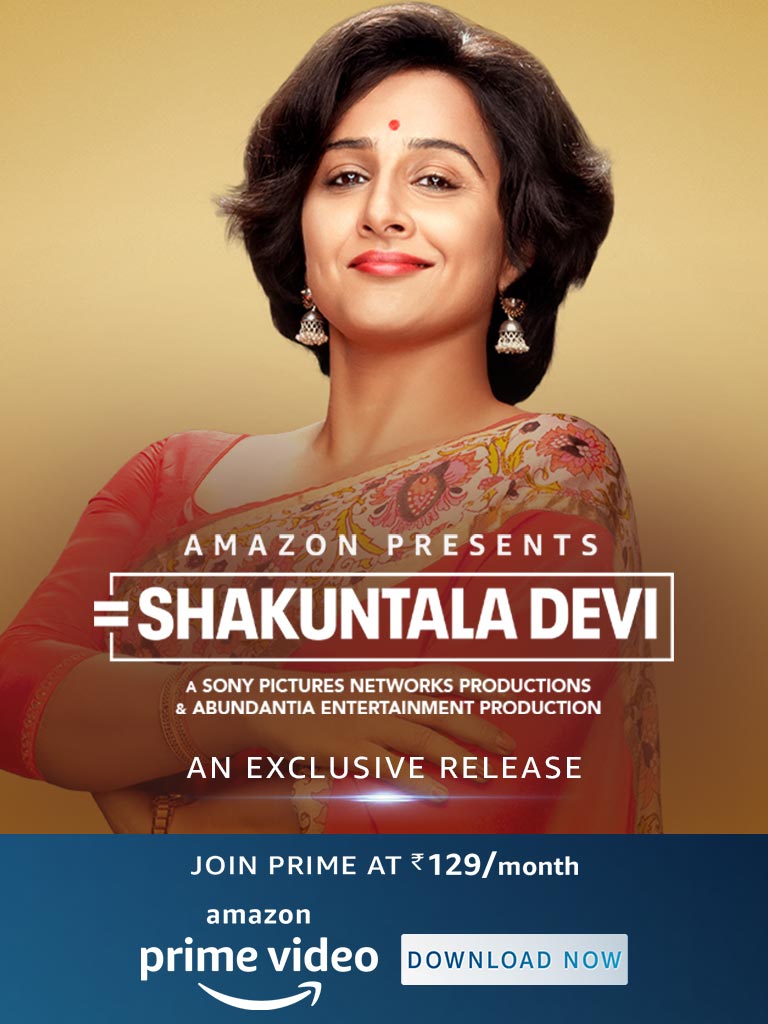 AMAZON PRESENTS
=SHAKUNTALA DEVI
A SONY PICTURES NETWORKS PRODUCTIONS
& ABUNDANTIA ENTERTAINMENT PRODUCTION
AN EXCLUSIVE RELEASE
JOIN PRIME AT ₹129/month
amazon
prime video
DOWNLOAD NOW